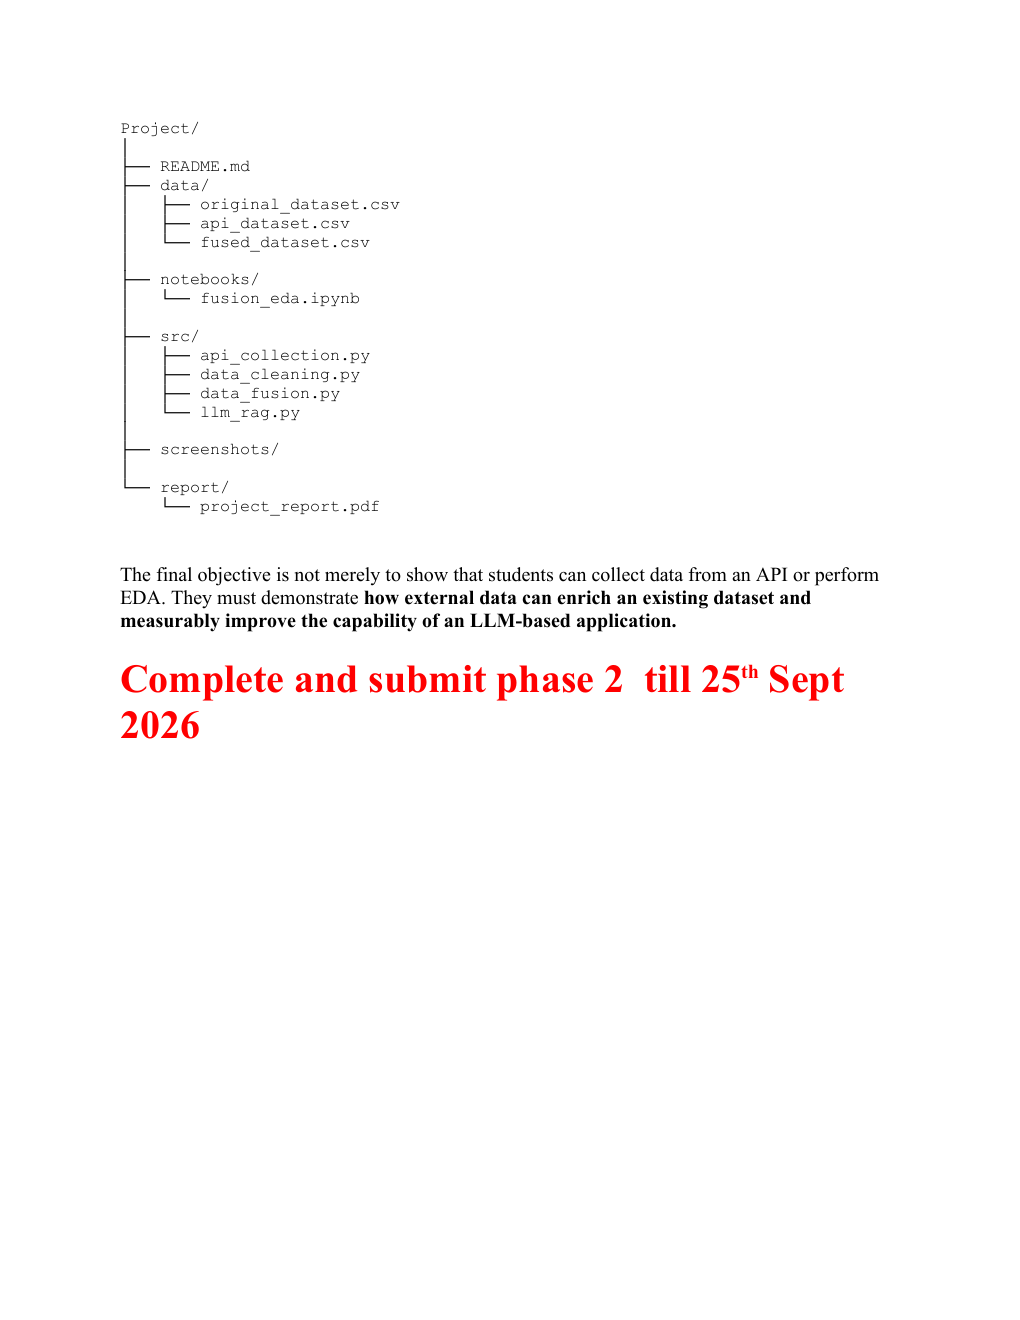 Project/
│
├── README.md
├── data/
│   ├── original_dataset.csv
│   ├── api_dataset.csv
│   └── fused_dataset.csv
│
├── notebooks/
│   └── fusion_eda.ipynb
│
├── src/
│   ├── api_collection.py
│   ├── data_cleaning.py
│   ├── data_fusion.py
│   └── llm_rag.py
│
├── screenshots/
│
└── report/
    └── project_report.pdf
The final objective is not merely to show that students can collect data from an API or perform
EDA. They must demonstrate how external data can enrich an existing dataset and
measurably improve the capability of an LLM-based application.
Complete and submit phase 2  till 25th Sept
2026